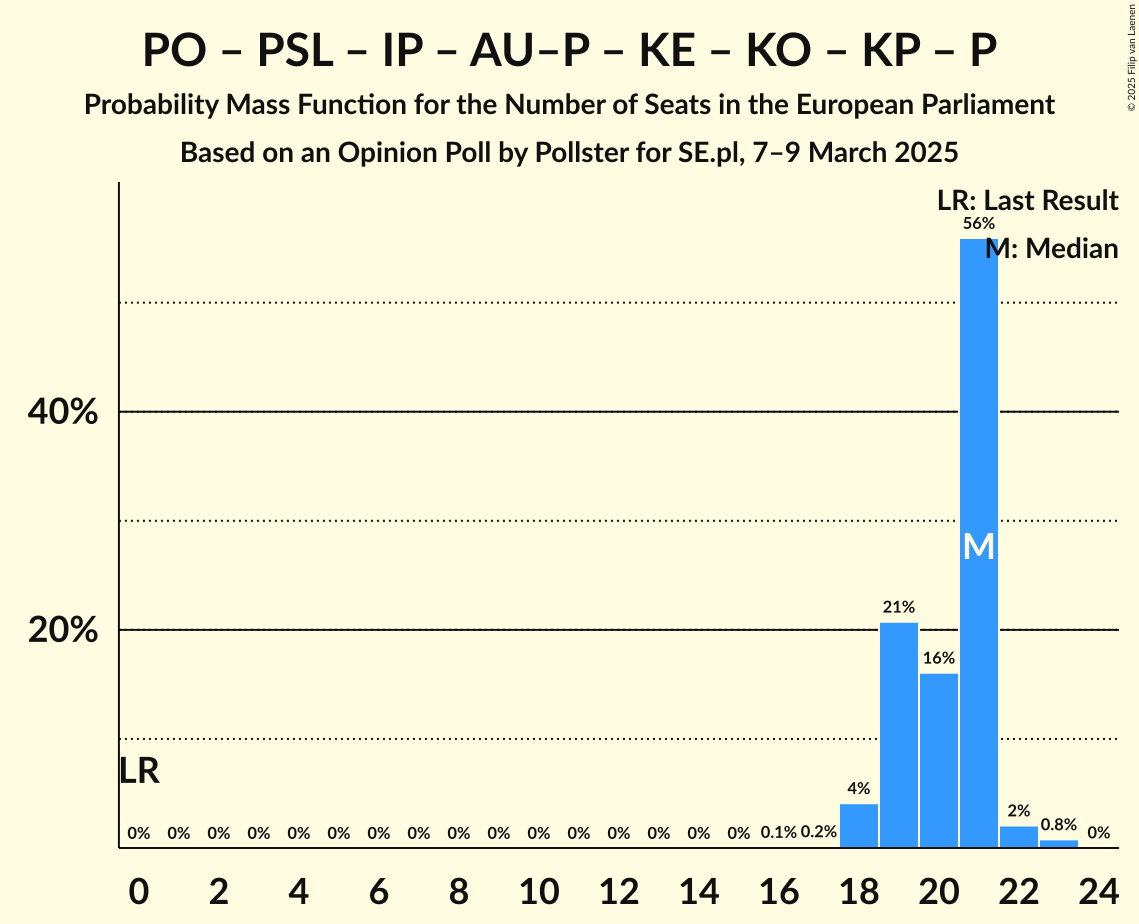 PO – PSL – IP – AU–P – KE – KO – KP – P
Probability Mass Function for the Number of Seats in the European Parliament
Based on an Opinion Poll by Pollster for SE.pl, 7–9 March 2025
© 2025 Filip van Laenen
LR: Last Result
56%
M: Median
40%
M
21%
20%
16%
LR
4%
2%
0% 0% 0% 0% 0% 0% 0% 0% 0% 0% 0% 0% 0% 0% 0% 0% 0.1% 0.2% 0.8% 0%
0 2 4 6 8 10 12 14 16 18 20 22 24